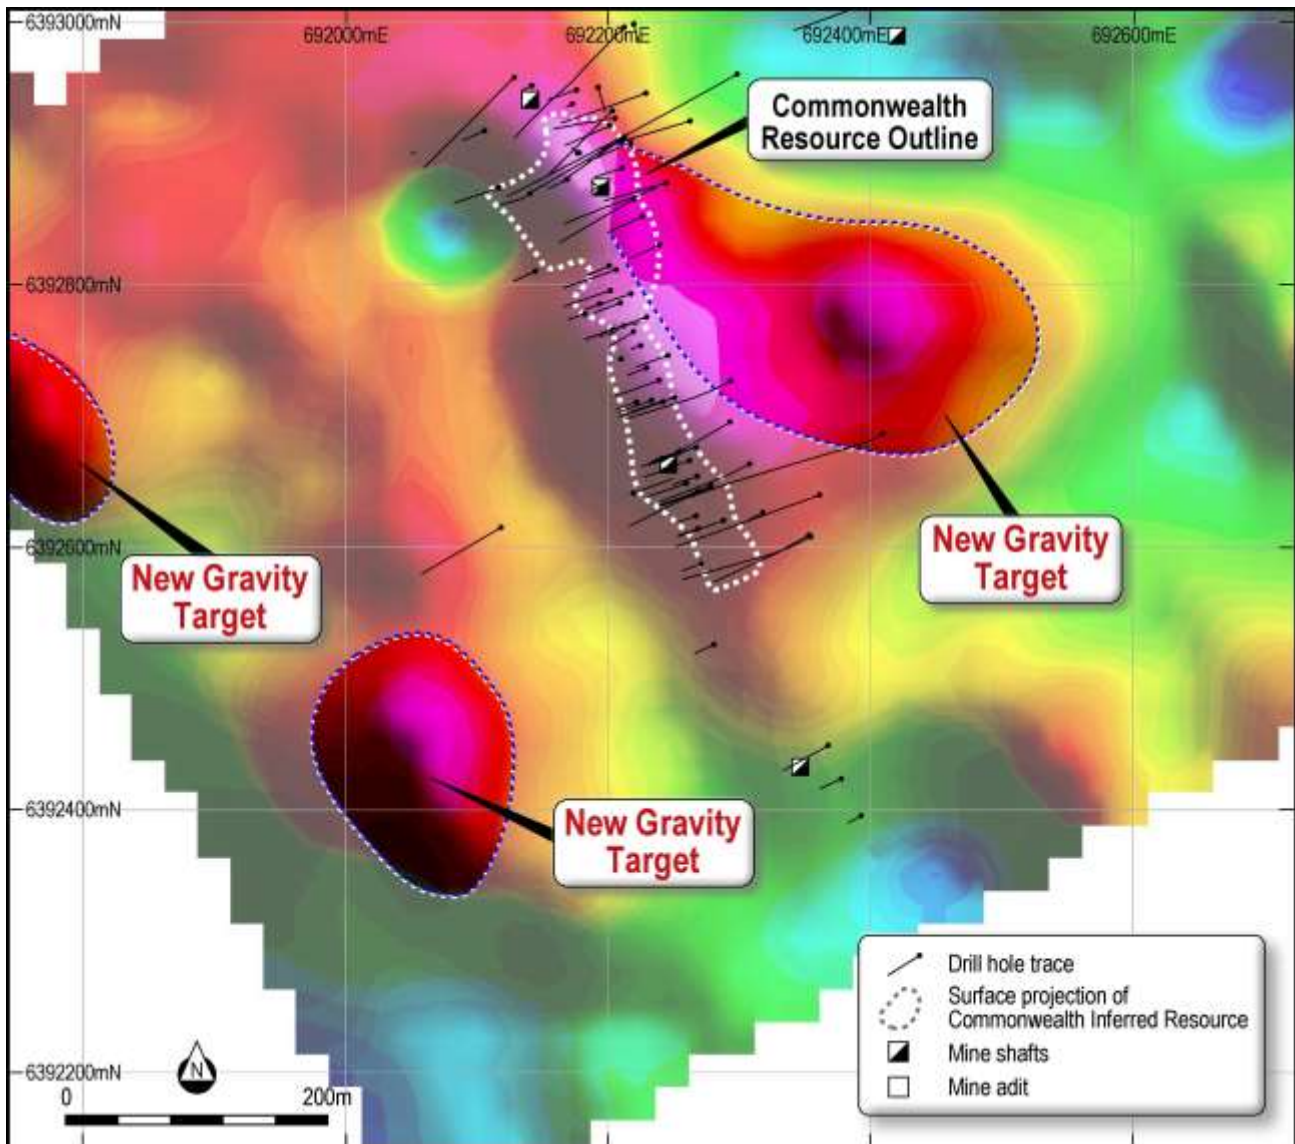 6393000mN
692000mE
692200mE
692400mE
692600mE
Commonwealth
Resource Outline
6392800mN
New Gravity
Target
6392600mN
New Gravity
Target
New Gravity
Target
6392400mN
Drill hole trace
Surface projection of
Commonwealth Inferred Resource
Mine shafts
Mine adit
6392200mN
N
0 200m